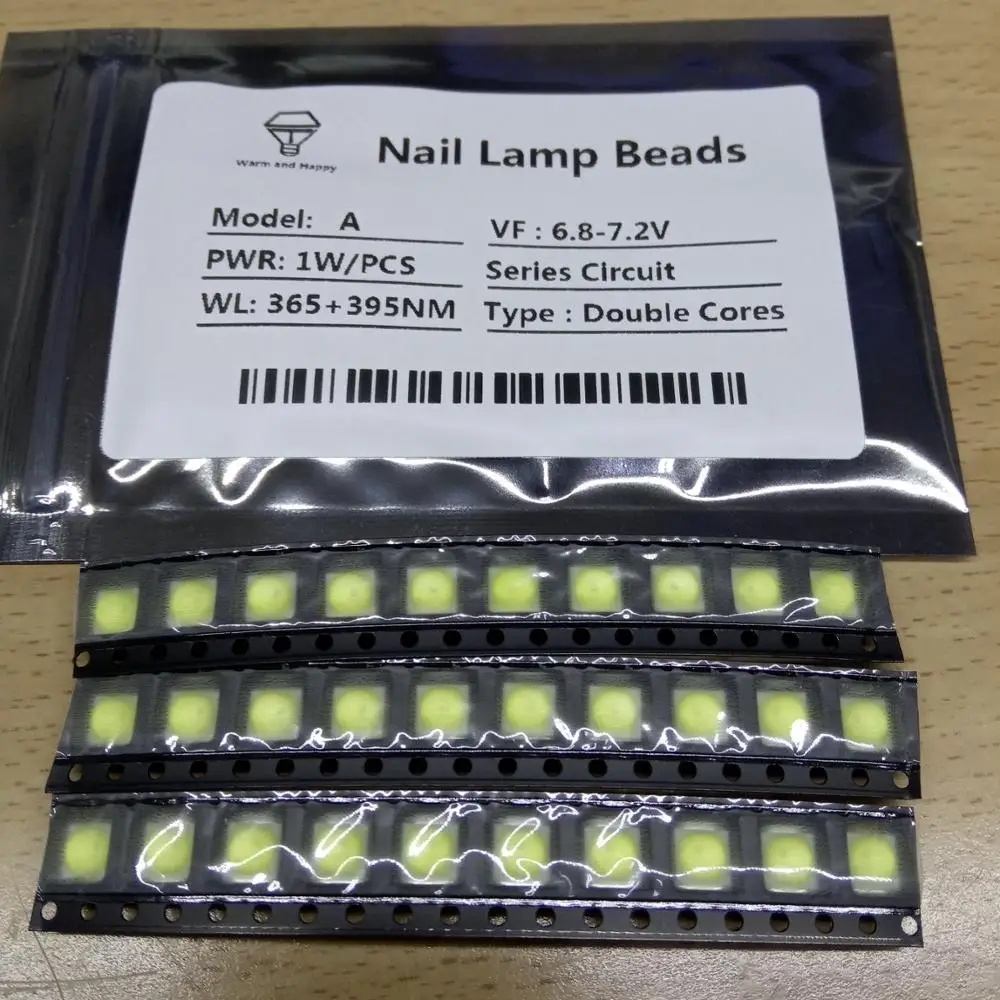 Warm and Happy
Nail Lamp Beads
Model: A
VF : 6.8-7.2V
PWR: 1W/PCS
Series Circuit
WL: 365+395NM
Type : Double Cores